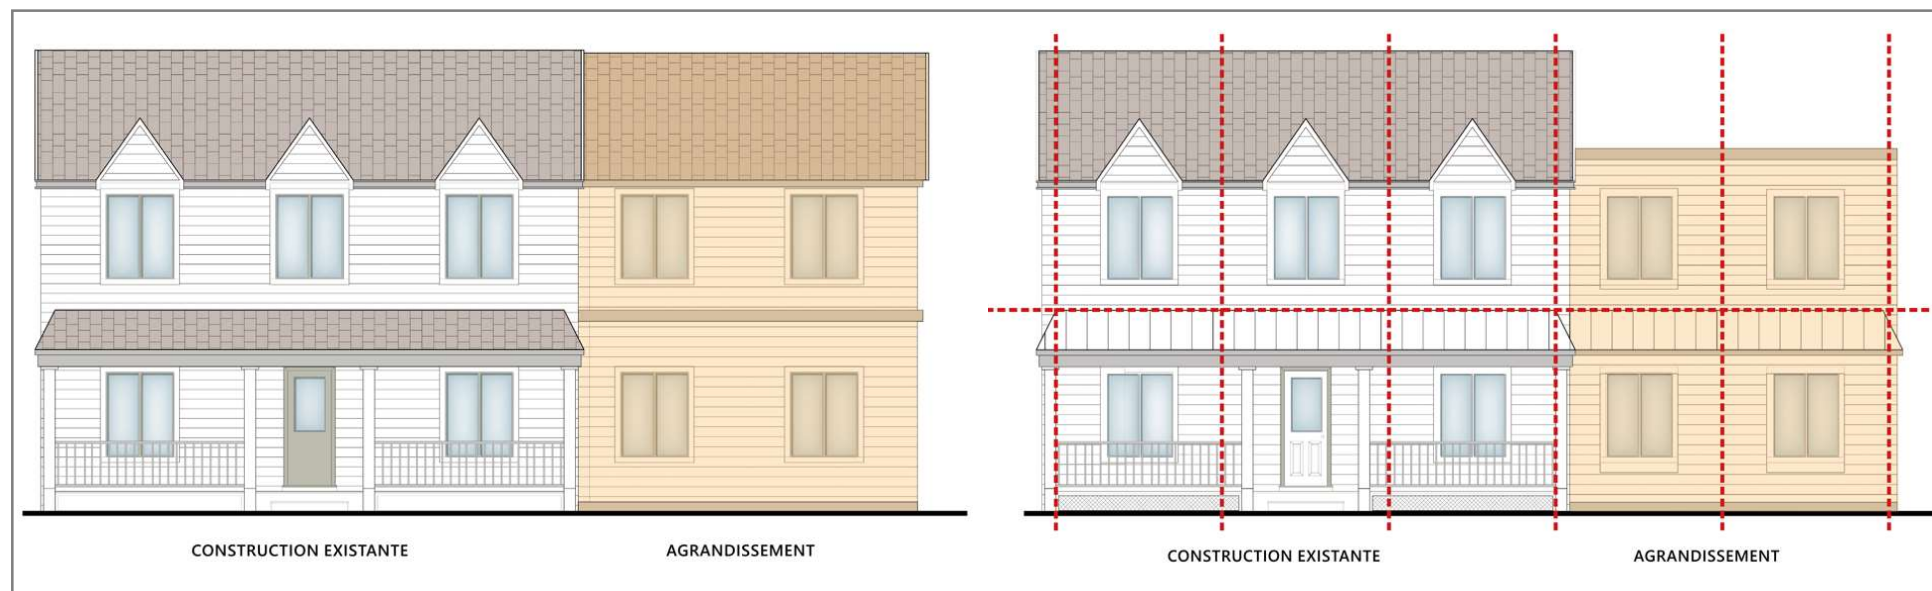 CONSTRUCTION EXISTANTE
AGRANDISSEMENT
CONSTRUCTION EXISTANTE
AGRANDISSEMENT